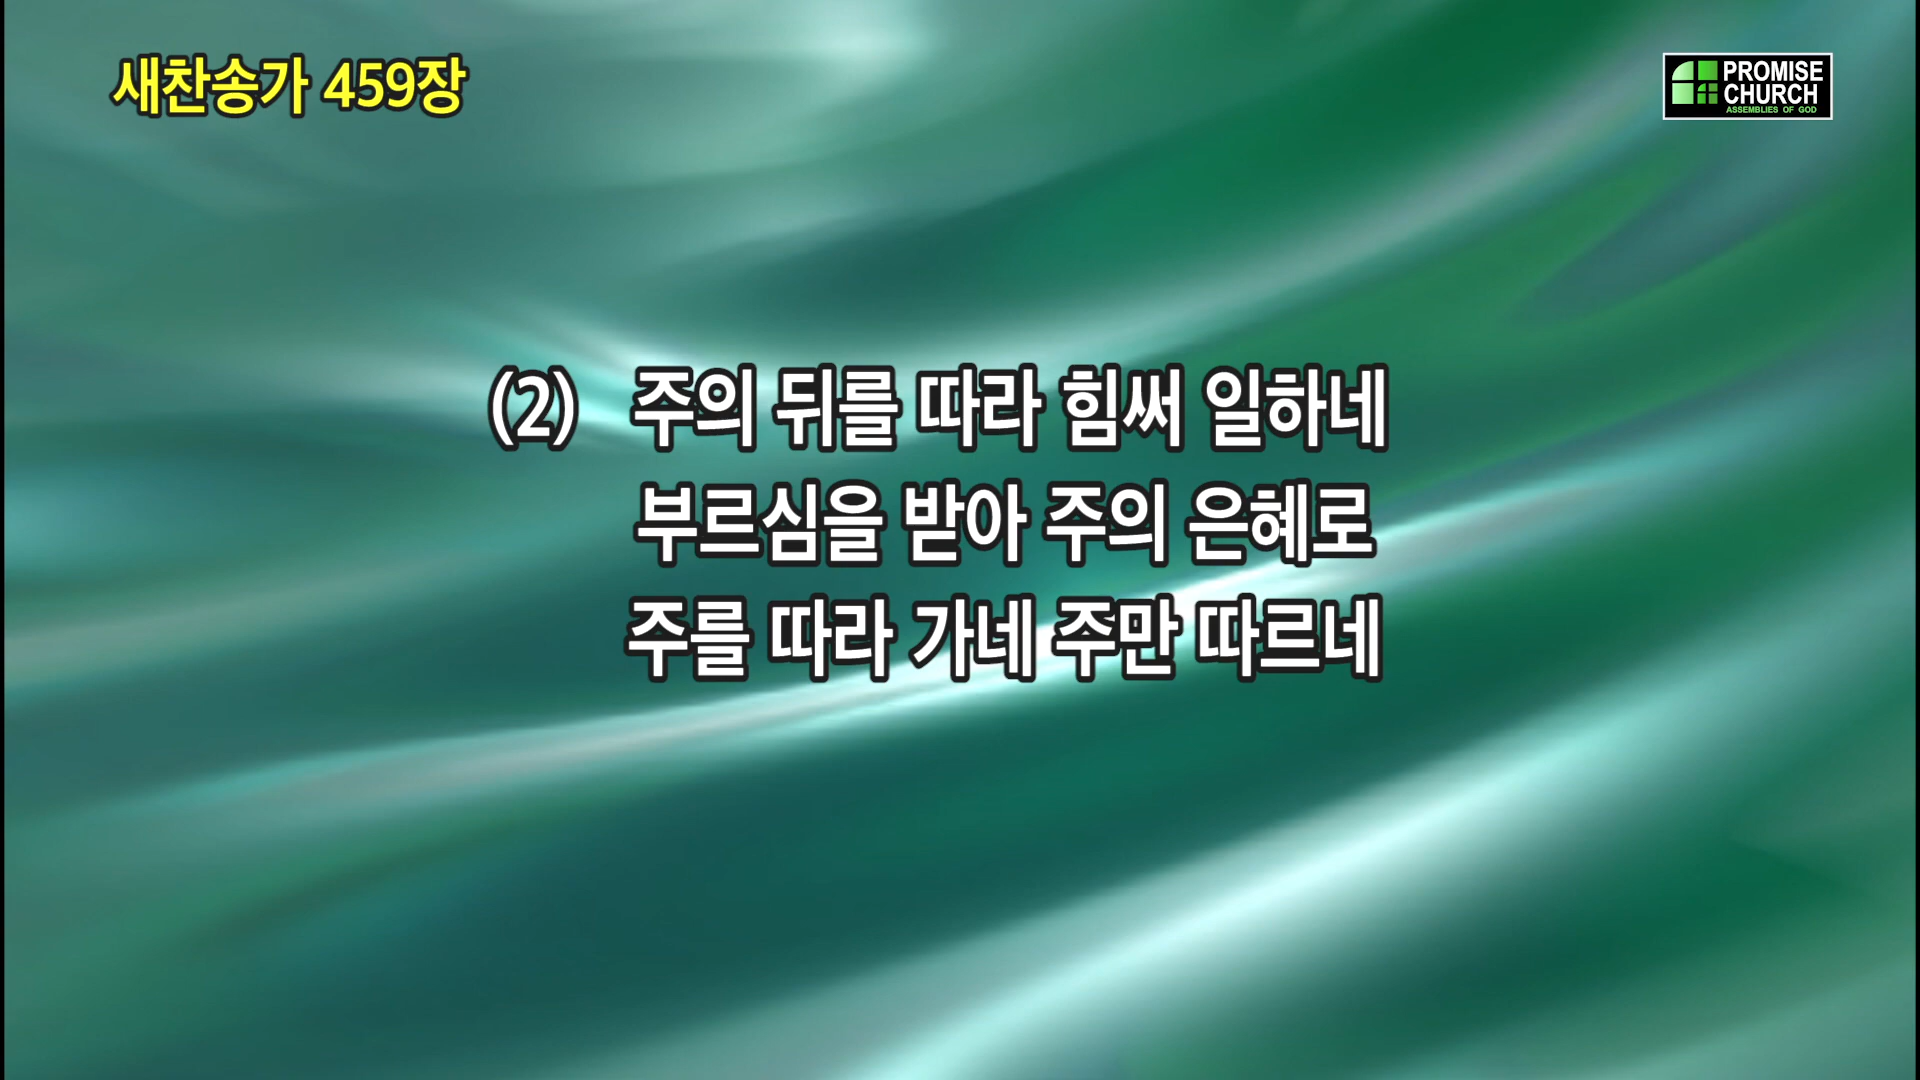 새찬송가 459장
PROMISE
CHURCH
ASSEMBLIES OF GOD
(2) 주의 뒤를 따라 힘써 일하네
부르심을 받아 주의 은혜로
주를 따라 가네 주만 따르네